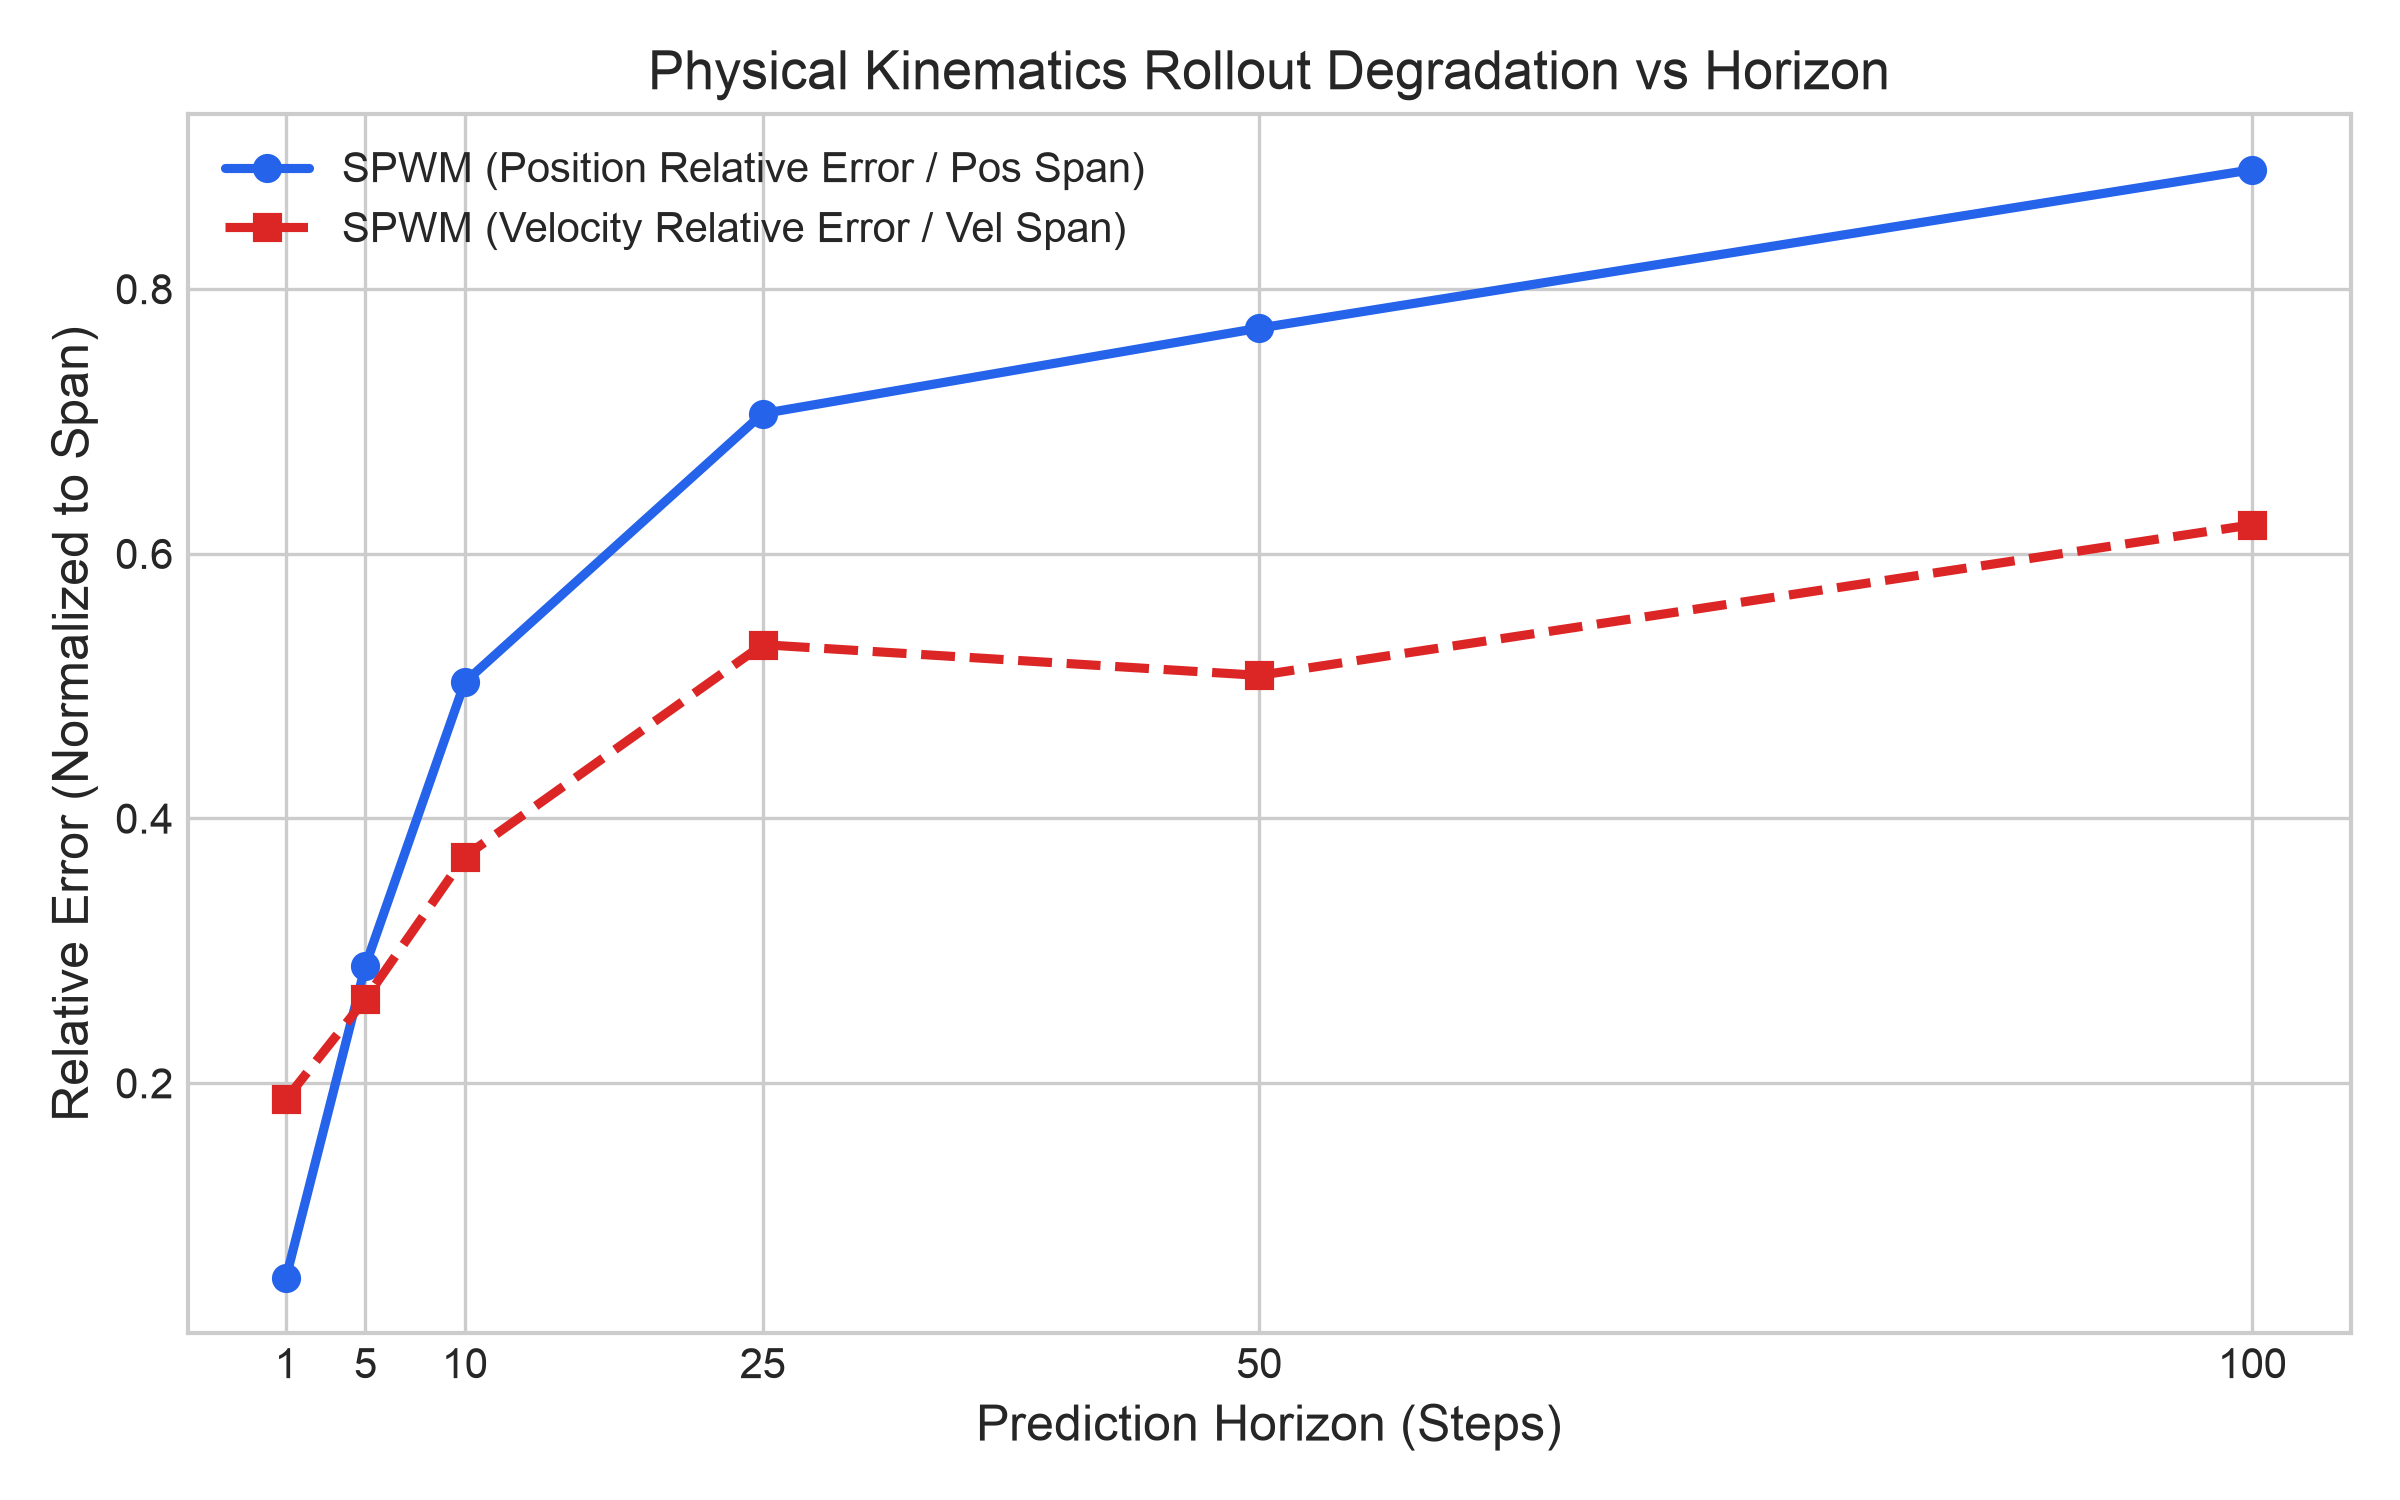 Physical Kinematics Rollout Degradation vs Horizon
SPWM (Position Relative Error / Pos Span)
SPWM (Velocity Relative Error / Vel Span)
Relative Error (Normalized to Span)
0.8
0.6
0.4
0.2
1 5 10 25 50 100
Prediction Horizon (Steps)